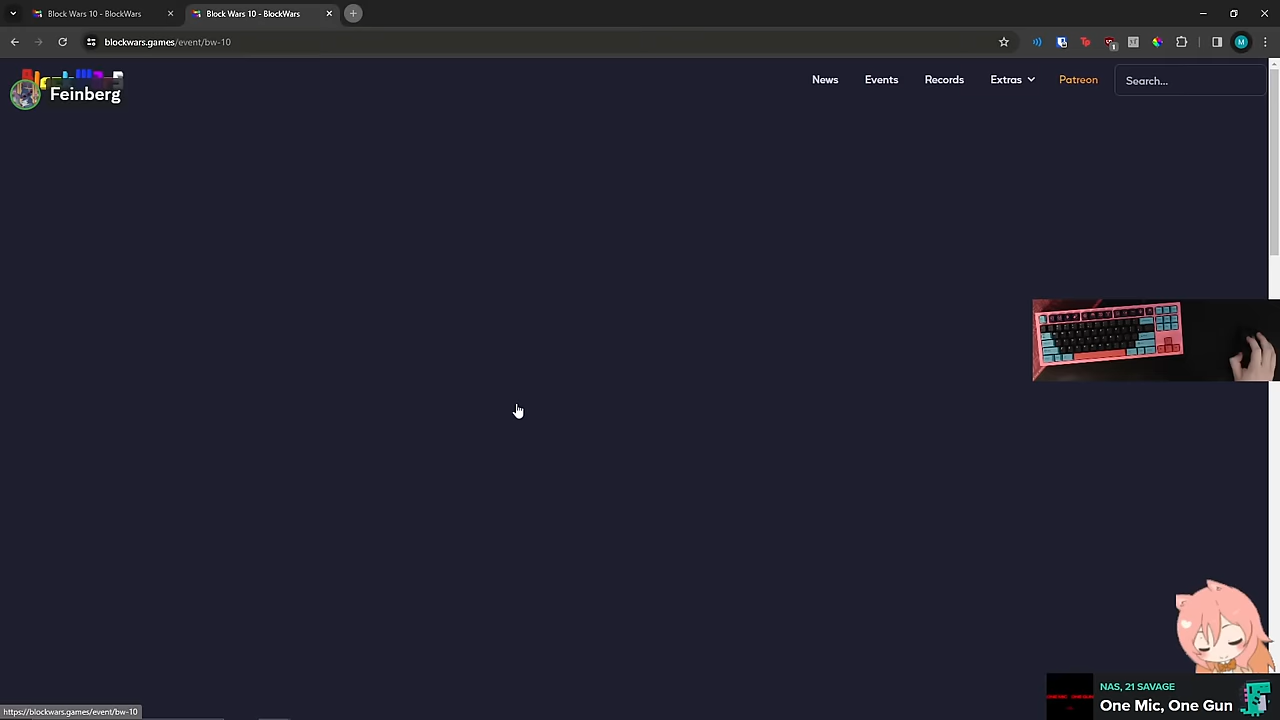 Block Wars 10 - BlockWars
Block Wars 10 - BlockWars
blockwars.games/event/bw-10
Feinberg
News
Events
Records
Extras
Patreon
Search...
https://blockwars.games/event/bw-10
NAS, 21 SAVAGE
One Mic, One Gun